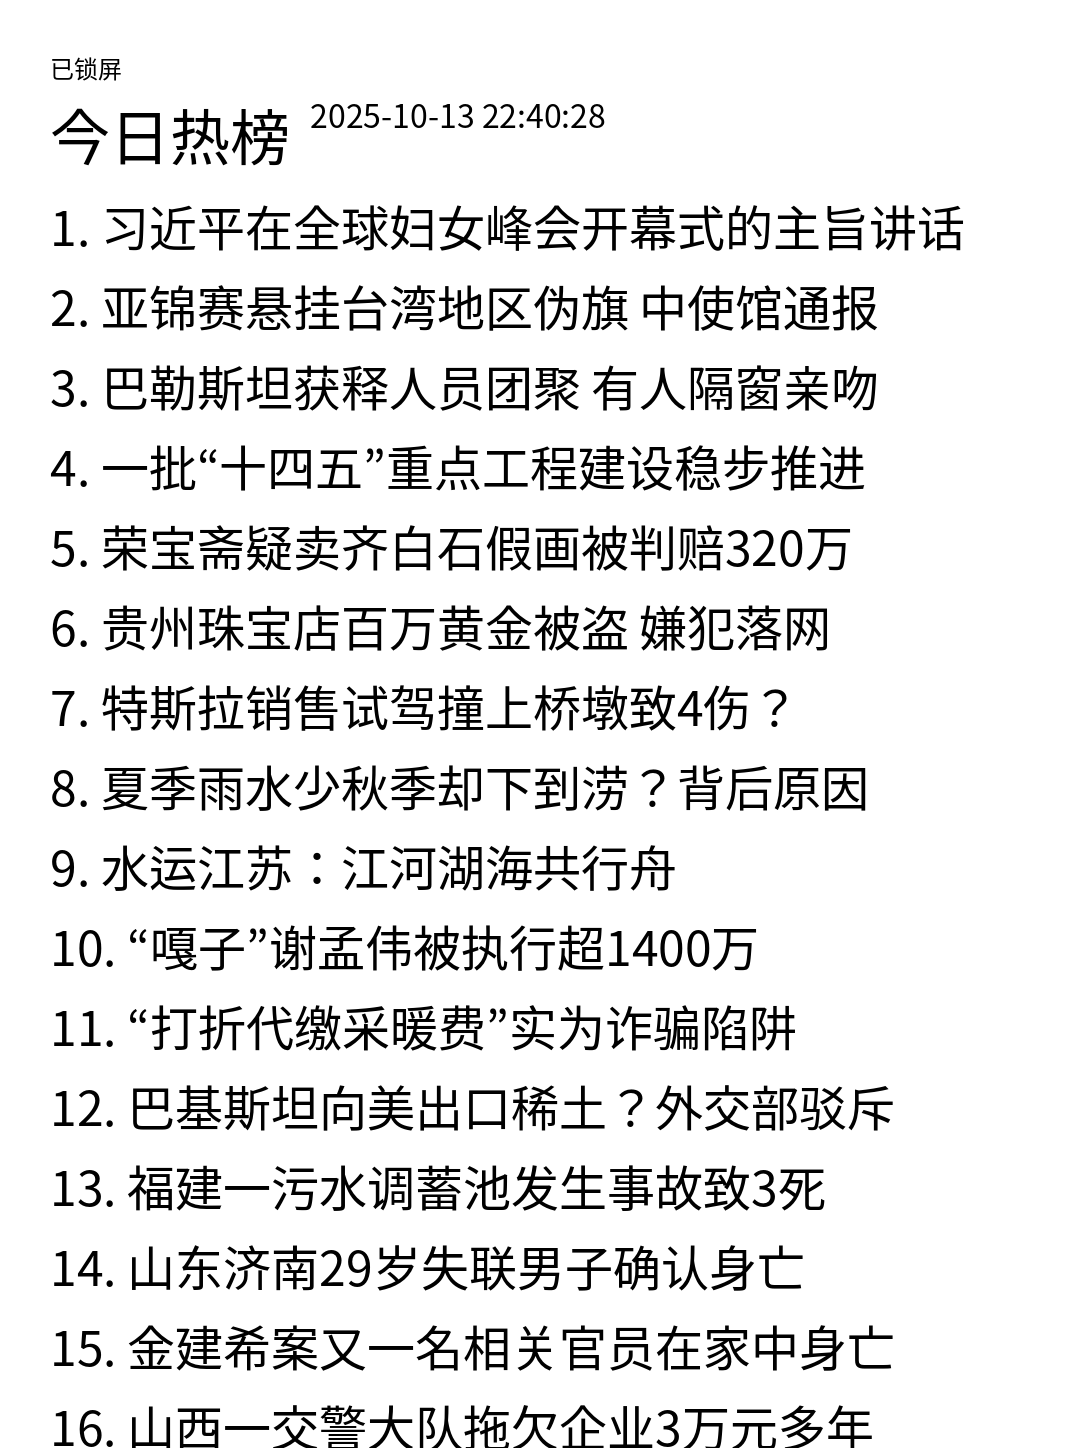 已锁屏
今日热榜 2025-10-13 22:40:28
1. 习近平在全球妇女峰会开幕式的主旨讲话
2. 亚锦赛悬挂台湾地区伪旗 中使馆通报
3. 巴勒斯坦获释人员团聚 有人隔窗亲吻
4. 一批“十四五”重点工程建设稳步推进
5. 荣宝斋疑卖齐白石假画被判赔320万
6. 贵州珠宝店百万黄金被盗 嫌犯落网
7. 特斯拉销售试驾撞上桥墩致4伤？
8. 夏季雨水少秋季却下到涝？背后原因
9. 水运江苏：江河湖海共行舟
10. “嘎子”谢孟伟被执行超1400万
11. “打折代缴采暖费”实为诈骗陷阱
12. 巴基斯坦向美出口稀土？外交部驳斥
13. 福建一污水调蓄池发生事故致3死
14. 山东济南29岁失联男子确认身亡
15. 金建希案又一名相关官员在家中身亡
16. 山西一交警大队拖欠企业3万元多年